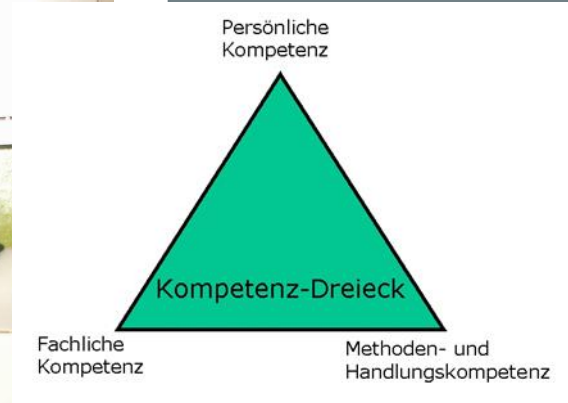 Persönliche
Kompetenz
Kompetenz-Dreieck
Fachliche
Kompetenz
Methoden- und
Handlungskompetenz